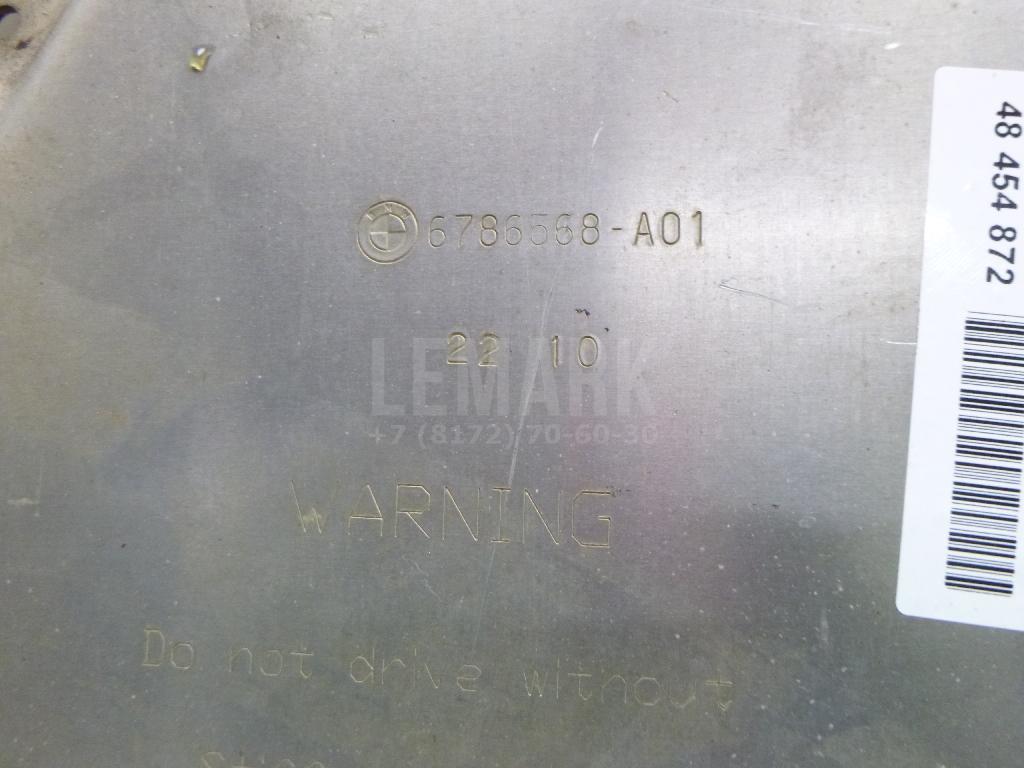 6786568-A01
22 10
LEMARK
+7 (8172) 70-60-30
WARNING
Do not drive without
48 454 872